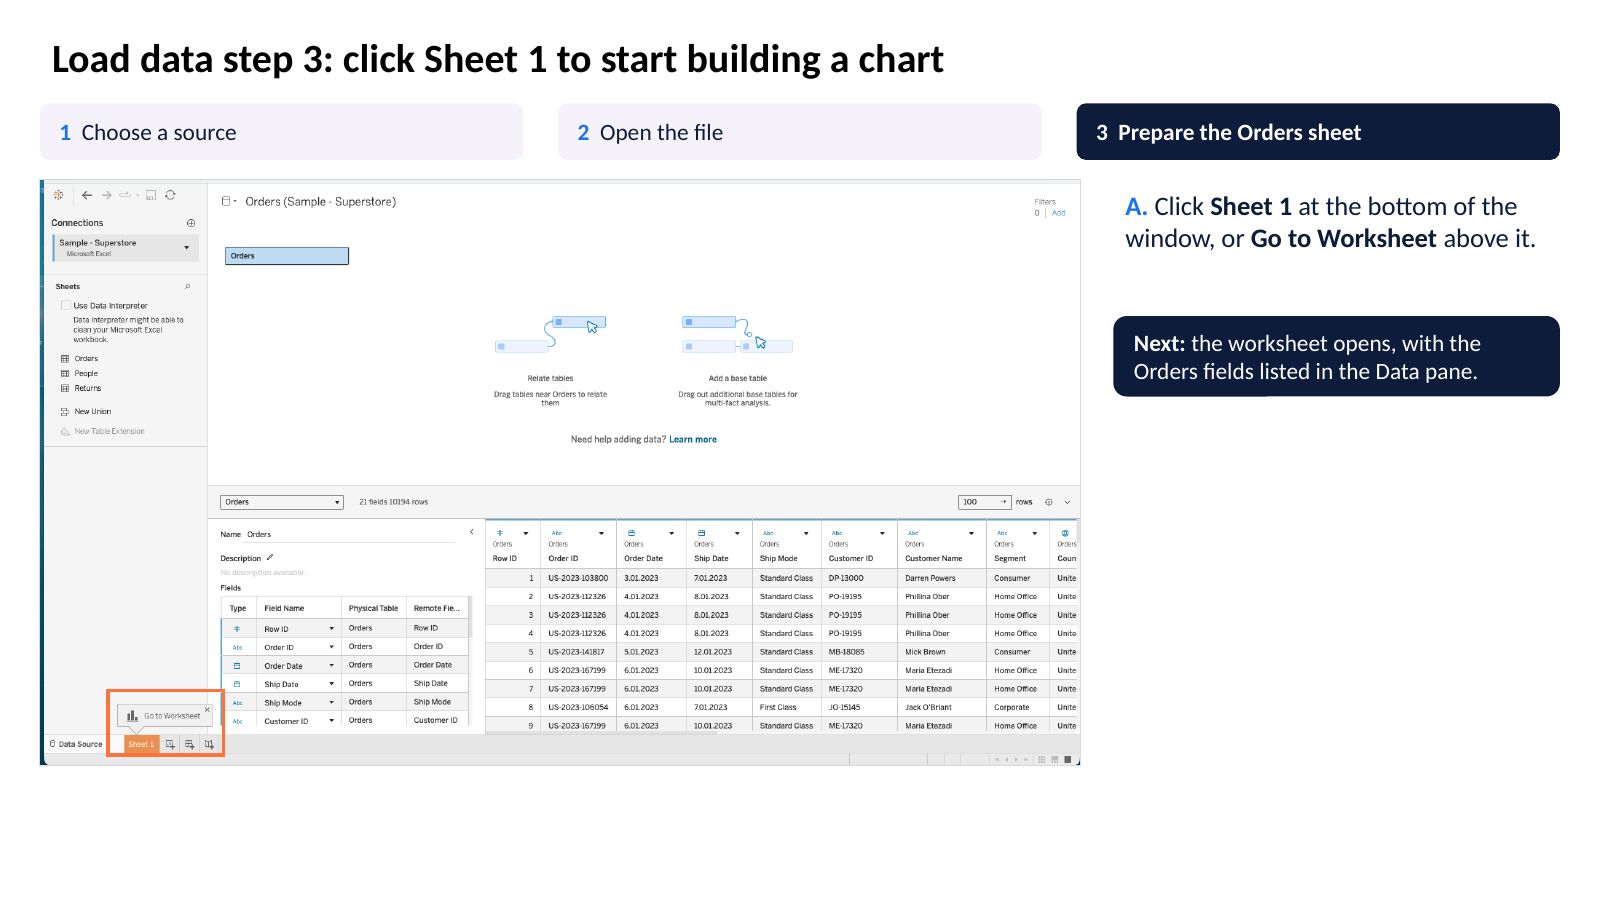 Load data step 3: click Sheet 1 to start building a chart
1 Choose a source
2 Open the file
3 Prepare the Orders sheet
Connections
Sample - Superstore
Microsoft Excel
Sheets
Use Data Interpreter
Data Interpreter might be able to
clean your Microsoft Excel
workbook.
Orders
People
Returns
New Union
New Table Extension
Orders (Sample - Superstore)
Filters
0 | Add
Orders
Relate tables
Drag tables near Orders to relate
them
Add a base table
Drag out additional base tables for
multi-fact analysis.
Need help adding data? Learn more
Orders
21 fields 10194 rows
100 → rows
Name Orders
Description
No description available.
Fields
Type Field Name Physical Table Remote Fie...
Row ID Orders Row ID
Abc Order ID Orders Order ID
Order Date Orders Order Date
Ship Date Orders Ship Date
Abc Ship Mode Orders Ship Mode
Abc Customer ID Orders Customer ID
Abc Abc Abc Abc Abc
Orders Orders Orders Orders Orders Orders Orders Orders Orders
Row ID Order ID Order Date Ship Date Ship Mode Customer ID Customer Name Segment Coun
1 US-2023-103800 3.01.2023 7.01.2023 Standard Class DP-13000 Darren Powers Consumer Unite
2 US-2023-112326 4.01.2023 8.01.2023 Standard Class PO-19195 Phillina Ober Home Office Unite
3 US-2023-112326 4.01.2023 8.01.2023 Standard Class PO-19195 Phillina Ober Home Office Unite
4 US-2023-112326 4.01.2023 8.01.2023 Standard Class PO-19195 Phillina Ober Home Office Unite
5 US-2023-141817 5.01.2023 12.01.2023 Standard Class MB-18085 Mick Brown Consumer Unite
6 US-2023-167199 6.01.2023 10.01.2023 Standard Class ME-17320 Maria Etezadi Home Office Unite
7 US-2023-167199 6.01.2023 10.01.2023 Standard Class ME-17320 Maria Etezadi Home Office Unite
8 US-2023-106054 6.01.2023 7.01.2023 First Class JO-15145 Jack O'Briant Corporate Unite
9 US-2023-167199 6.01.2023 10.01.2023 Standard Class ME-17320 Maria Etezadi Home Office Unite
Go to Worksheet
Data Source
Sheet 1
A. Click Sheet 1 at the bottom of the
window, or Go to Worksheet above it.
Next: the worksheet opens, with the
Orders fields listed in the Data pane.